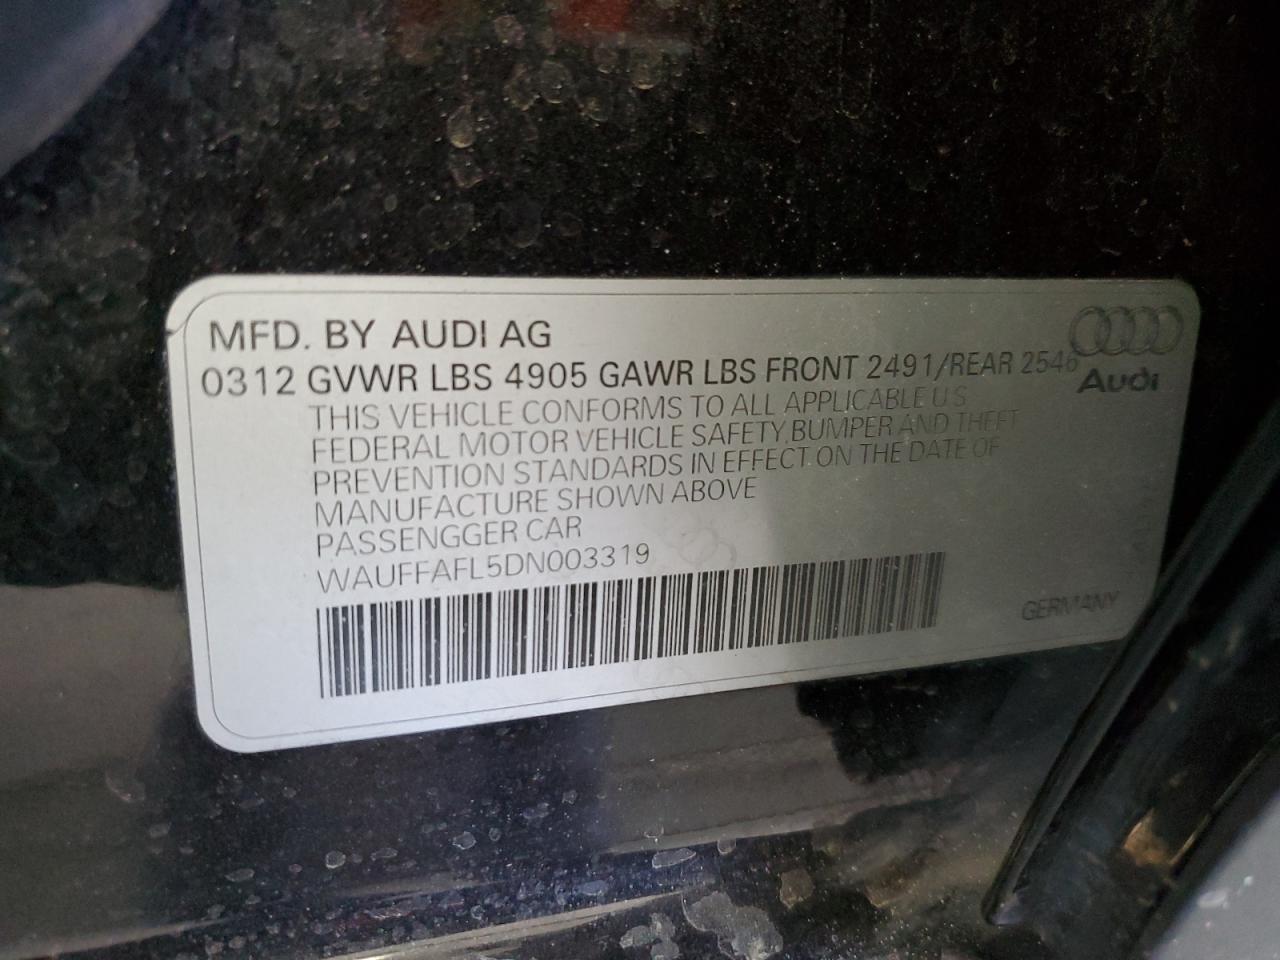 MFD. BY AUDI AG
0312 GVWR LBS 4905 GAWR LBS FRONT 2491/REAR 2546
Audi
THIS VEHICLE CONFORMS TO ALL APPLICABLE U.S
FEDERAL MOTOR VEHICLE SAFETY,BUMPER AND THEFT
PREVENTION STANDARDS IN EFFECT ON THE DATE OF
MANUFACTURE SHOWN ABOVE
PASSENGGER CAR
WAUFFAFL5DN003319
GERMANY